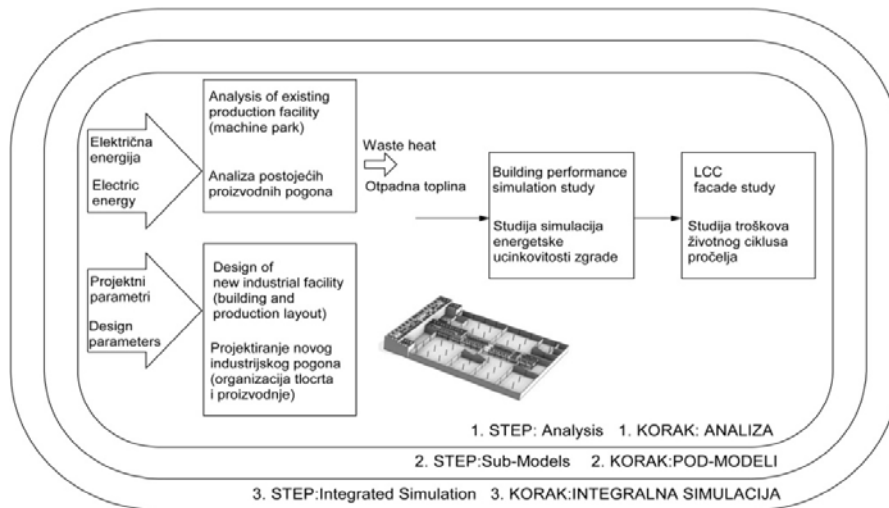 Električna
energija
Electric
energy
Analysis of existing
production facility
(machine park)
Analiza postojećih
proizvodnih pogona
Waste heat
Otpadna toplina
Building performance
simulation study
Studija simulacija
energetske
ucinkovitosti zgrade
LCC
facade study
Studija troškova
životnog ciklusa
pročelja
Projektni
parametri
Design
parameters
Design of
new industrial facility
(building and
production layout)
Projektiranje novog
industrijskog pogona
(organizacija tlocrta
i proizvodnje)
1. STEP: Analysis 1. KORAK: ANALIZA
2. STEP:Sub-Models 2. KORAK:POD-MODELI
3. STEP:Integrated Simulation 3. KORAK:INTEGRALNA SIMULACIJA